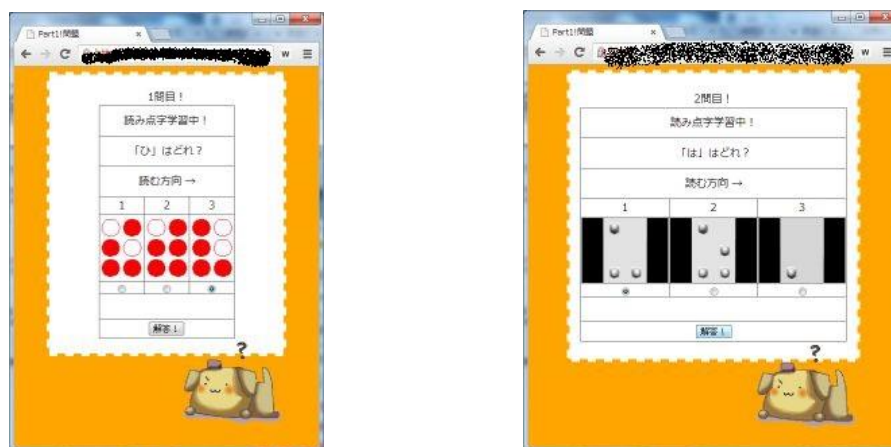 Part1!問題
W
1問目！
読み点字学習中！
「ひ」はどれ？
読む方向 →
1 2 3
解答！
?
Part1!問題
W
2問目！
読み点字学習中！
「は」はどれ？
読む方向 →
1 2 3
解答！
?